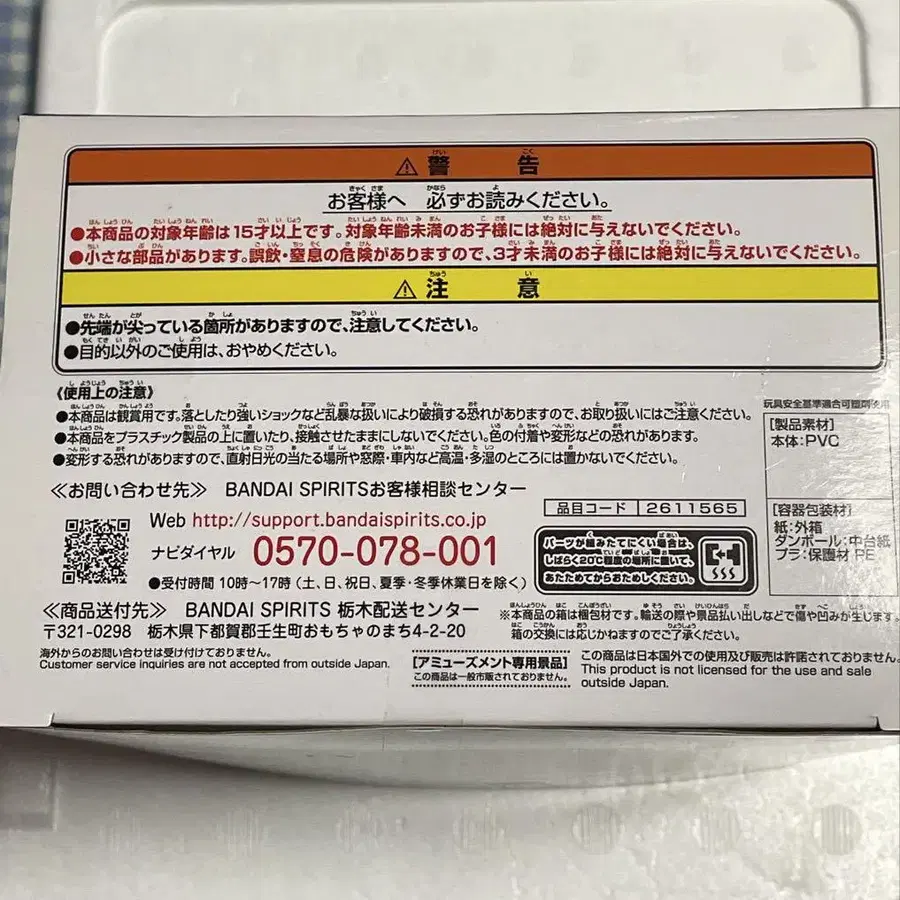 ⚠警告
お客様へ 必ずお読みください。
●本商品の対象年齢は15才以上です。対象年齢未満のお子様には絶対に与えないでください。
●小さな部品があります。誤飲・窒息の危険がありますので、3才未満のお子様には絶対に与えないでください。
⚠注意
●先端が尖っている箇所がありますので、注意してください。
●目的以外のご使用は、おやめください。
《使用上の注意》
●本商品は観賞用です。落としたり強いショックなど乱暴な扱いにより破損する恐れがありますので、お取り扱いにはご注意ください。
●本商品をプラスチック製品の上に置いたり、接触させたままにしないでください。色の付着や変形などの恐れがあります。
●変形する恐れがありますので、直射日光の当たる場所や窓際・車内など高温・多湿のところには置かないでください。
玩具安全基準適合可塑剤使用
[製品素材]
本体:PVC
[容器包装材]
紙:外箱
ダンボール:中台紙
プラ:保護材 PE
≪お問い合わせ先≫ BANDAI SPIRITSお客様相談センター
Web http://support.bandaispirits.co.jp
ナビダイヤル 0570-078-001
●受付時間 10時〜17時(土、日、祝日、夏季・冬季休業日を除く)
品目コード 2611565
パーツが組みたてにくい場合は、
しばらく20℃程度の場所に置いて、
あたためてからおためしください。
≪商品送付先≫ BANDAI SPIRITS 栃木配送センター
〒321-0298 栃木県下都賀郡壬生町おもちゃのまち4-2-20
※本商品の箱は梱包材です。輸送の際や景品払い出しなどで傷や凹みが生じます。
箱の交換には応じかねますのでご了承ください。
海外からのお問い合わせは受け付けておりません。
Customer service inquiries are not accepted from outside Japan.
[アミューズメント専用景品]
この商品は一般市販されておりません。
この商品は日本国外での使用及び販売は許諾されておりません。
This product is not licensed for the use and sale
outside Japan.